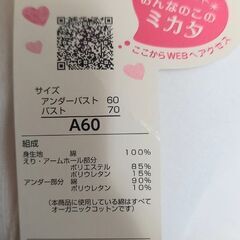 おんなのこの
ミカタ
ここからWEBへアクセス
サイズ
アンダーバスト 60
バスト 70
A60
組成
身生地 綿 100%
えり・アームホール部分
ポリエステル 85%
ポリウレタン 15%
アンダー部分 綿 90%
ポリウレタン 10%
(本商品に使用している綿はすべて
オーガニックコットンです)